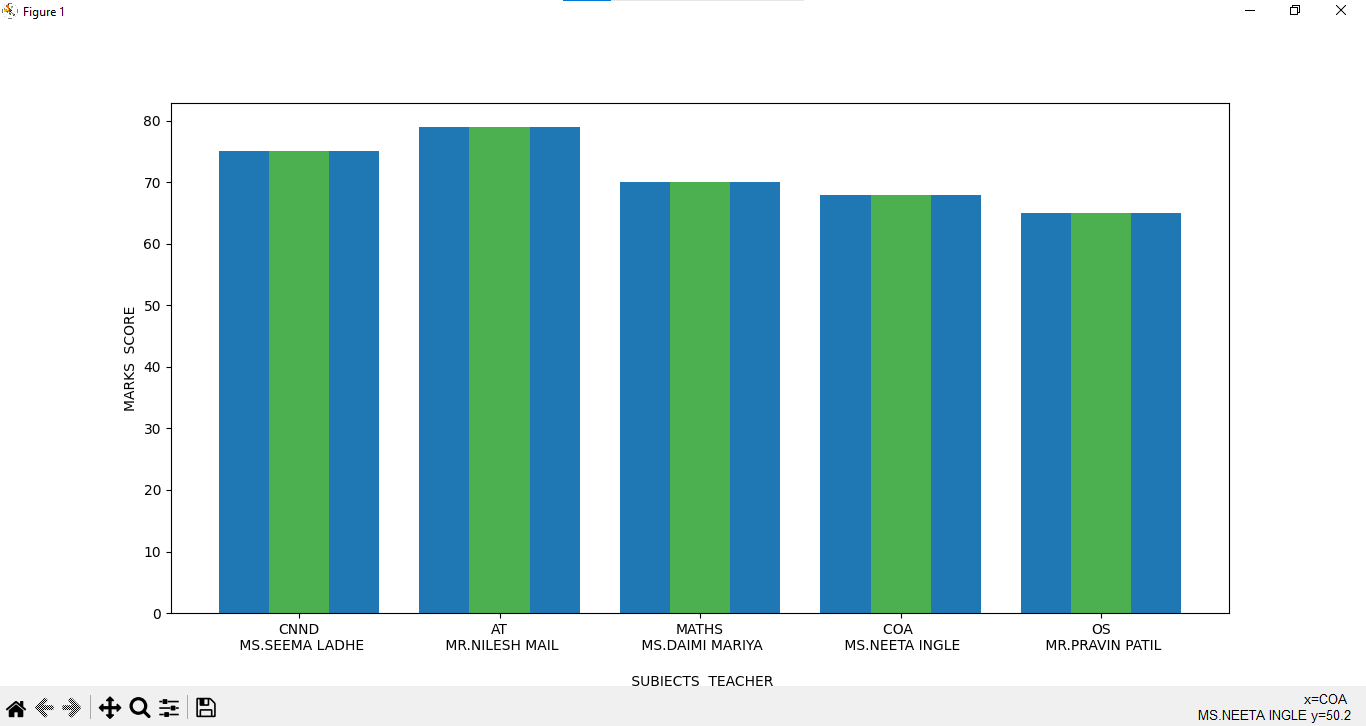 Figure 1
80
70
60
50
40
30
20
10
0
MARKS SCORE
CNND AT MATHS COA OS
MS.SEEMA LADHE MR.NILESH MAIL MS.DAIMI MARIYA MS.NEETA INGLE MR.PRAVIN PATIL
SUBJECTS TEACHER
x=COA
MS.NEETA INGLE y=50.2